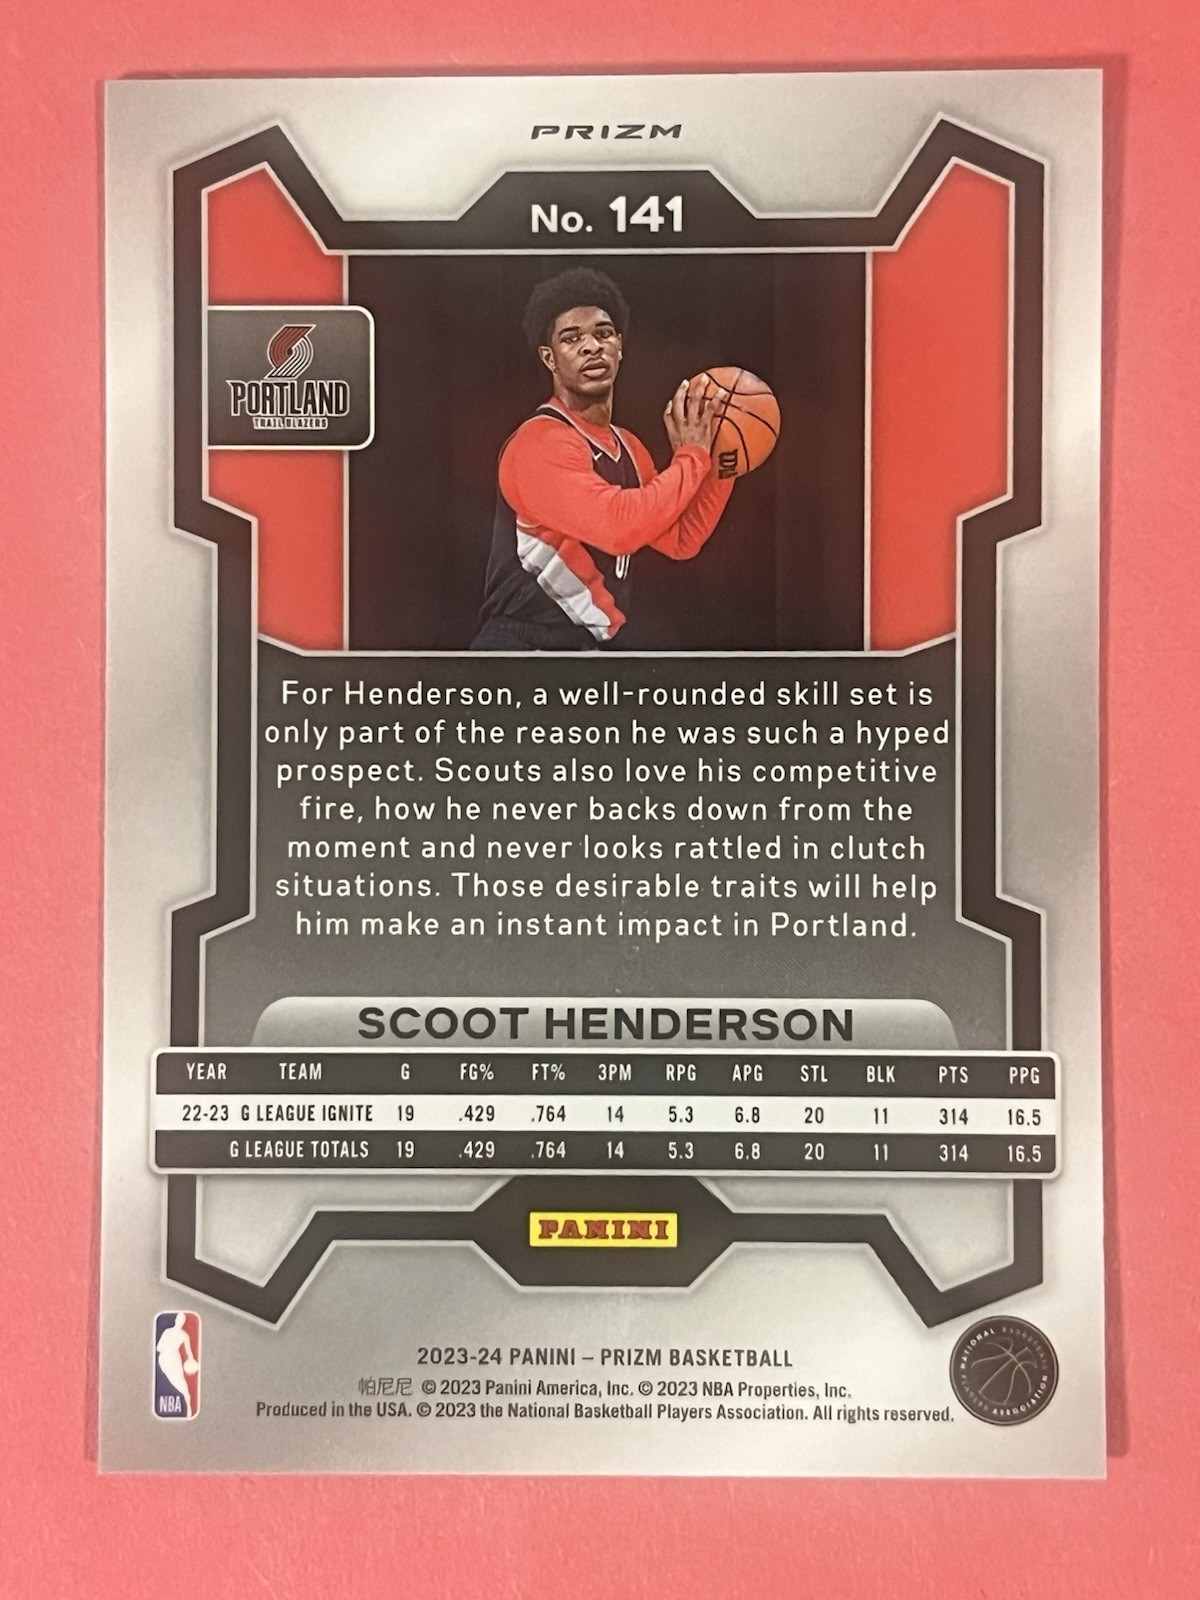 PRIZM
No. 141
PORTLAND
TRAIL BLAZERS
For Henderson, a well-rounded skill set is
only part of the reason he was such a hyped
prospect. Scouts also love his competitive
fire, how he never backs down from the
moment and never looks rattled in clutch
situations. Those desirable traits will help
him make an instant impact in Portland.
SCOOT HENDERSON
YEAR TEAM G FG% FT% 3PM RPG APG STL BLK PTS PPG
22-23 G LEAGUE IGNITE 19 .429 .764 14 5.3 6.8 20 11 314 16.5
G LEAGUE TOTALS 19 .429 .764 14 5.3 6.8 20 11 314 16.5
PANINI
NBA
NATIONAL BASKETBALL PLAYERS ASSOCIATION
2023-24 PANINI – PRIZM BASKETBALL
帕尼尼 © 2023 Panini America, Inc. © 2023 NBA Properties, Inc.
Produced in the USA. © 2023 the National Basketball Players Association. All rights reserved.